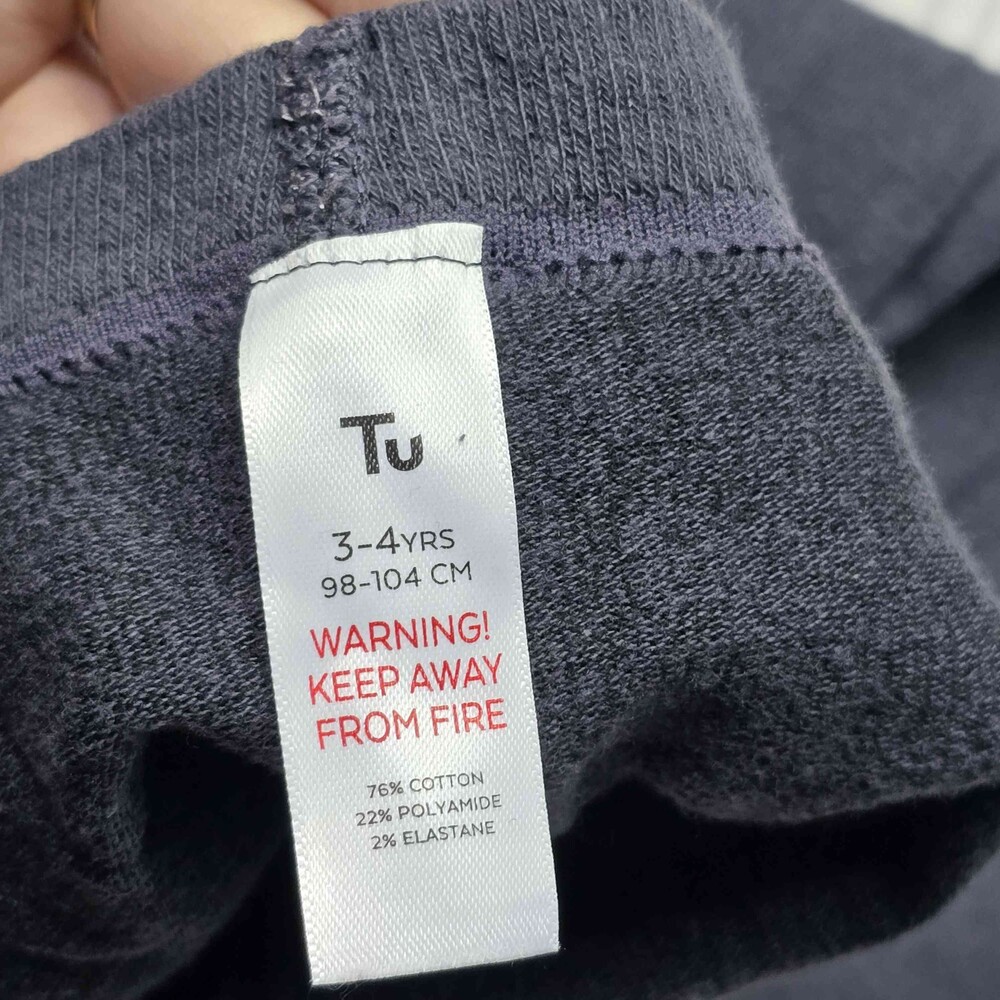 Tu
3-4YRS
98-104 CM
WARNING!
KEEP AWAY
FROM FIRE
76% COTTON
22% POLYAMIDE
2% ELASTANE